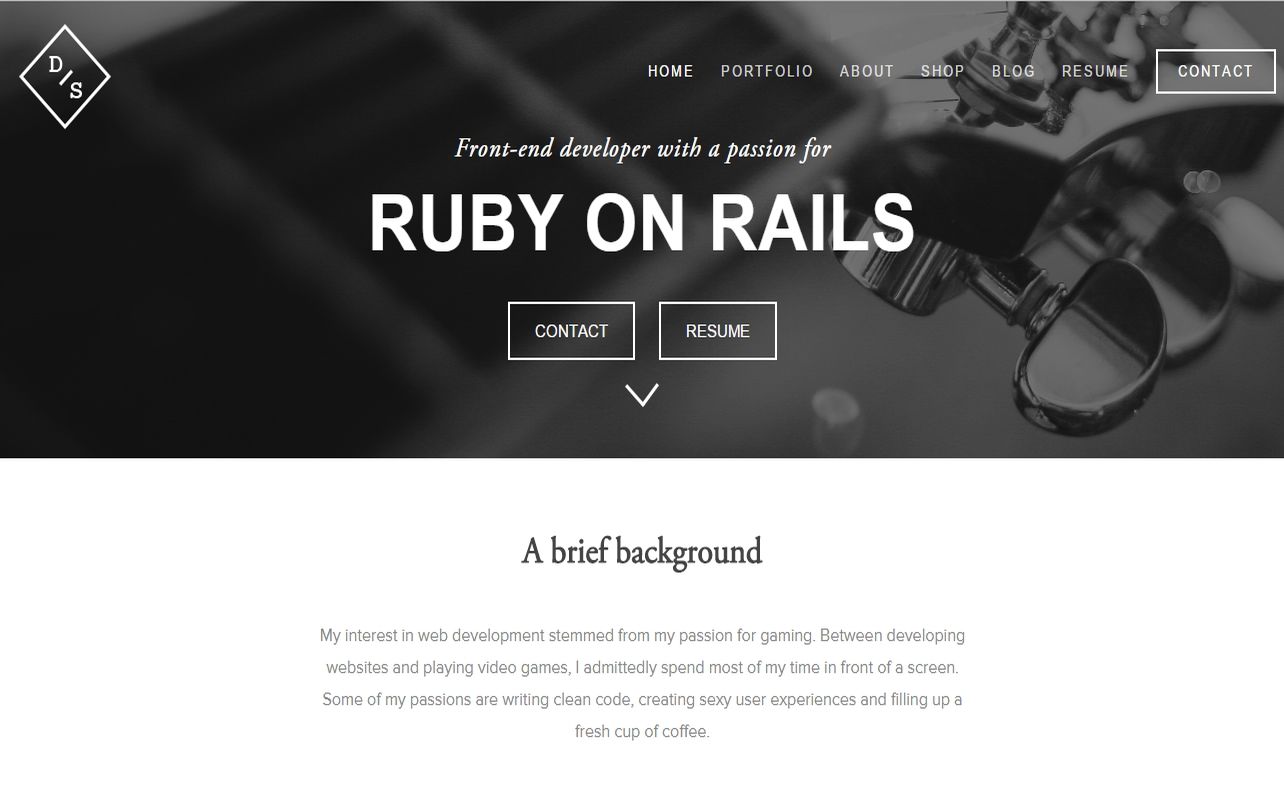 D/S
HOME PORTFOLIO ABOUT SHOP BLOG RESUME CONTACT
Front-end developer with a passion for
RUBY ON RAILS
CONTACT RESUME
A brief background
My interest in web development stemmed from my passion for gaming. Between developing
websites and playing video games, I admittedly spend most of my time in front of a screen.
Some of my passions are writing clean code, creating sexy user experiences and filling up a
fresh cup of coffee.